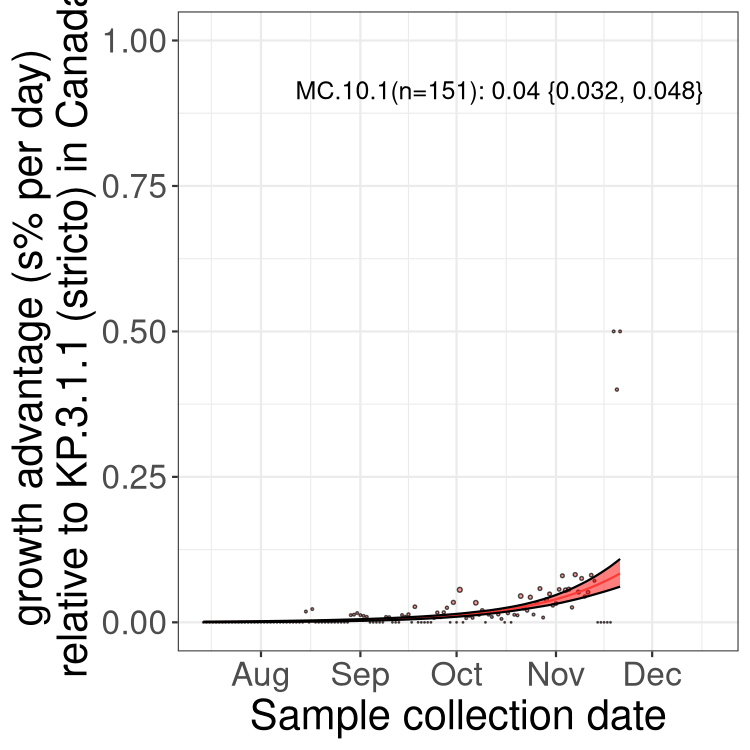 growth advantage (s% per day)
relative to KP.3.1.1 (stricto) in Canada
1.00
0.75
0.50
0.25
0.00
MC.10.1(n=151): 0.04 {0.032, 0.048}
Aug Sep Oct Nov Dec
Sample collection date